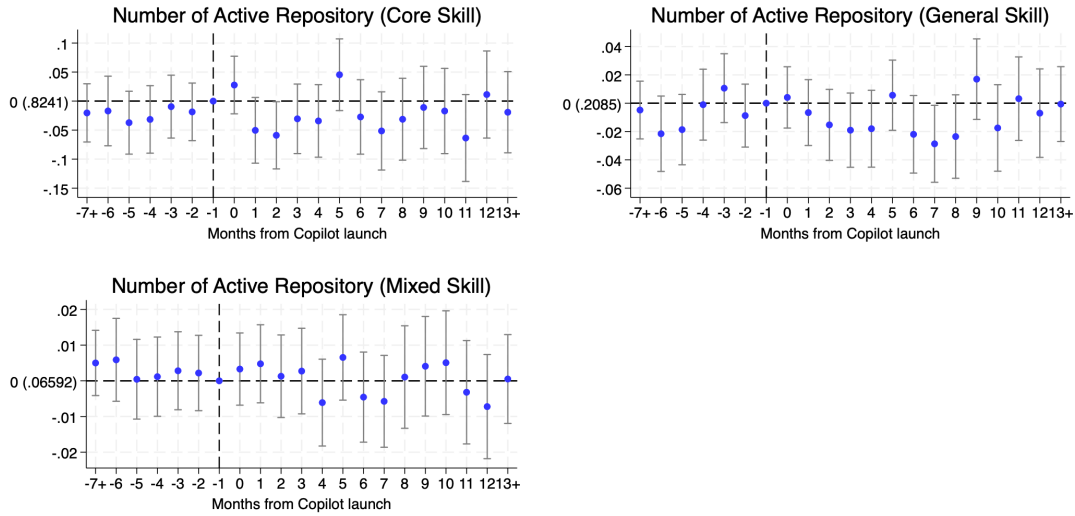 Number of Active Repository (Core Skill)
.1
.05
0 (.8241)
-.05
-.1
-.15
-7+ -6 -5 -4 -3 -2 -1 0 1 2 3 4 5 6 7 8 9 10 11 1213+
Months from Copilot launch
Number of Active Repository (General Skill)
.04
.02
0 (.2085)
-.02
-.04
-.06
-7+ -6 -5 -4 -3 -2 -1 0 1 2 3 4 5 6 7 8 9 10 11 1213+
Months from Copilot launch
Number of Active Repository (Mixed Skill)
.02
.01
0 (.06592)
-.01
-.02
-7+ -6 -5 -4 -3 -2 -1 0 1 2 3 4 5 6 7 8 9 10 11 1213+
Months from Copilot launch